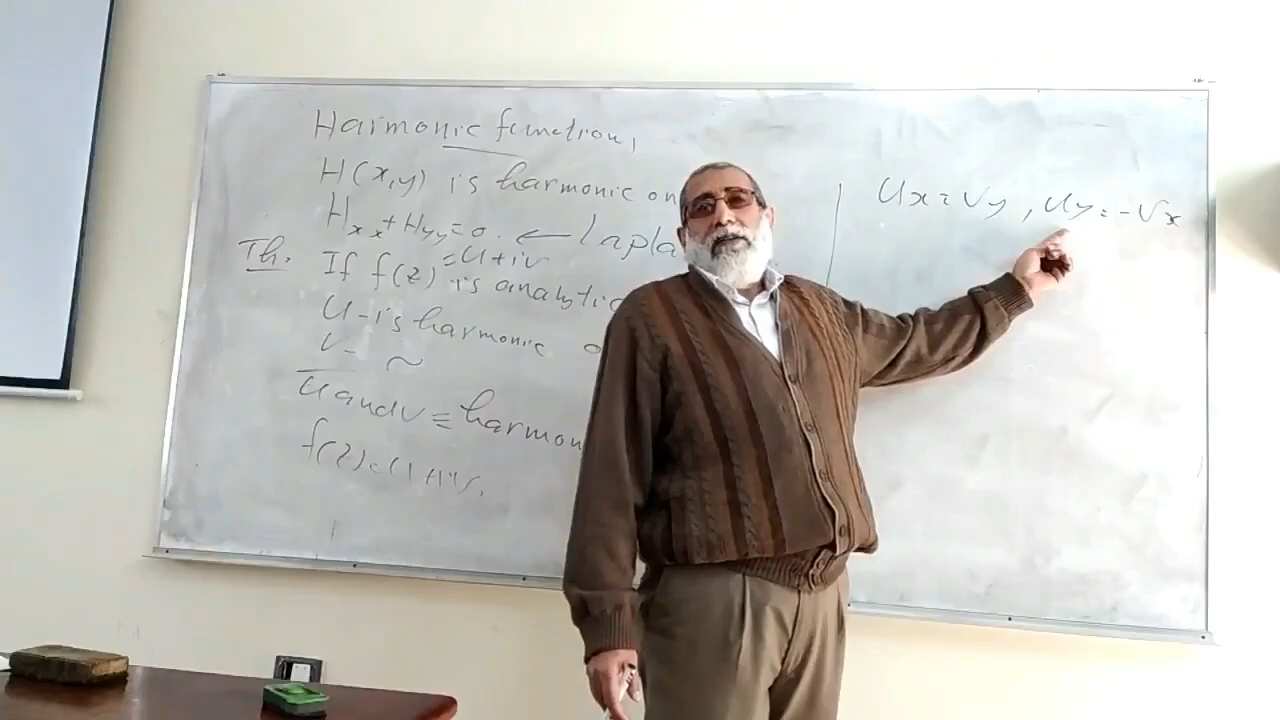 Harmonic function,
H(x,y) is harmonic on
Hxx + Hyy = 0. ← Lapla
Th. If f(z) = u + iv is analytic
u - is harmonic o
v - ~
u and v ≡ harmon
f(z)
ux = vy , uy = - vx